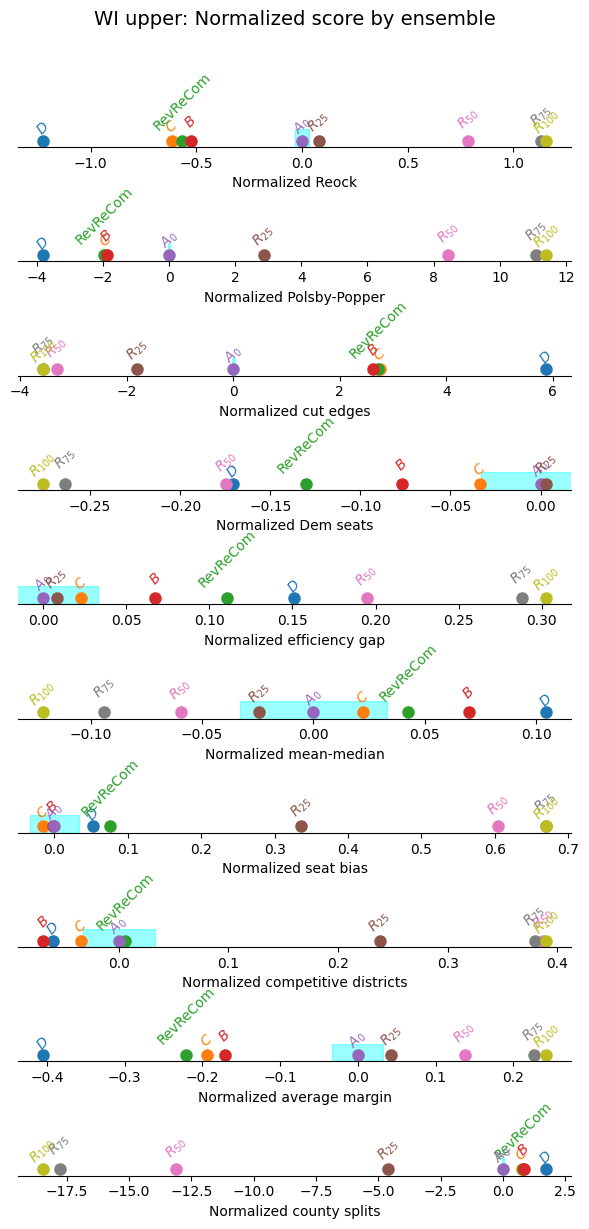 WI upper: Normalized score by ensemble
D C RevReCom B A0 R25 R50 R75 R100
−1.0 −0.5 0.0 0.5 1.0
Normalized Reock
D RevReCom C B A0 R25 R50 R75 R100
−4 −2 0 2 4 6 8 10 12
Normalized Polsby-Popper
R100 R75 R50 R25 A0 B RevReCom C D
−4 −2 0 2 4 6
Normalized cut edges
R100 R75 R50 D RevReCom B C A0 R25
−0.25 −0.20 −0.15 −0.10 −0.05 0.00
Normalized Dem seats
A0 R25 C B RevReCom D R50 R75 R100
0.00 0.05 0.10 0.15 0.20 0.25 0.30
Normalized efficiency gap
R100 R75 R50 R25 A0 C RevReCom B D
−0.10 −0.05 0.00 0.05 0.10
Normalized mean-median
C B A0 D RevReCom R25 R50 R75 R100
0.0 0.1 0.2 0.3 0.4 0.5 0.6 0.7
Normalized seat bias
B D C A0 RevReCom R25 R75 R50 R100
0.0 0.1 0.2 0.3 0.4
Normalized competitive districts
D RevReCom C B A0 R25 R50 R75 R100
−0.4 −0.3 −0.2 −0.1 0.0 0.1 0.2
Normalized average margin
R100 R75 R50 R25 A0 RevReCom C B D
−17.5 −15.0 −12.5 −10.0 −7.5 −5.0 −2.5 0.0 2.5
Normalized county splits